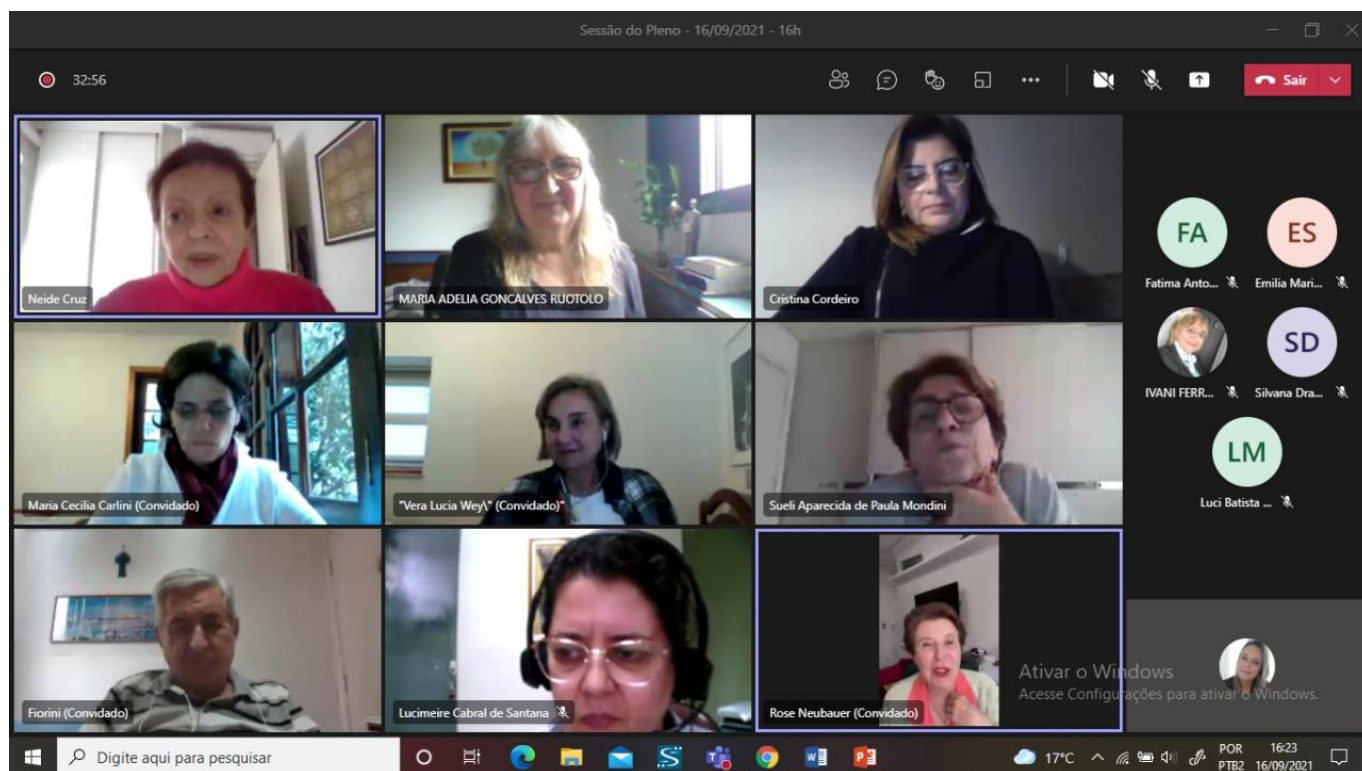 Sessão do Pleno - 16/09/2021 - 16h
32:56
Sair
Neide Cruz
MARIA ADELIA GONCALVES RUOTOLO
Cristina Cordeiro
FA
ES
Fatima Anto...
Emilia Mari...
IVANI FERR...
SD
Silvana Dra...
LM
Luci Batista ...
Maria Cecilia Carlini (Convidado)
"Vera Lucia Wey\" (Convidado)"
Sueli Aparecida de Paula Mondini
Fiorini (Convidado)
Lucimeire Cabral de Santana
Rose Neubauer (Convidado)
Ativar o Windows
Acesse Configurações para ativar o Windows.
Digite aqui para pesquisar
17°C
POR
PTB2
16:23
16/09/2021